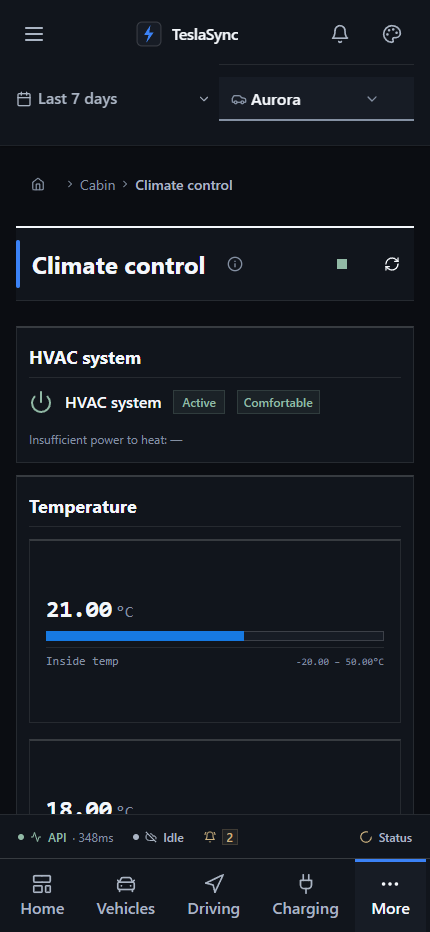 TeslaSync
Last 7 days
Aurora
Cabin
Climate control
Climate control
HVAC system
HVAC system
Active
Comfortable
Insufficient power to heat: —
Temperature
21.00 °C
Inside temp
-20.00 – 50.00°C
18.00 °C
API · 348ms
Idle
2
Status
Home
Vehicles
Driving
Charging
More